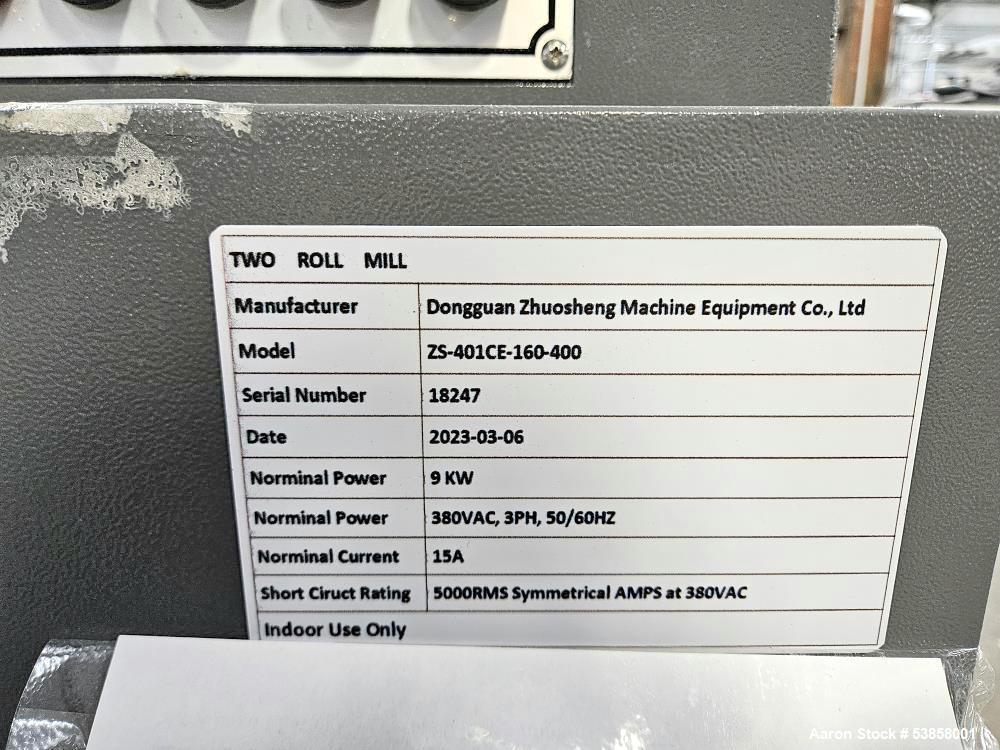 TWO ROLL MILL
Manufacturer Dongguan Zhuosheng Machine Equipment Co., Ltd
Model ZS-401CE-160-400
Serial Number 18247
Date 2023-03-06
Norminal Power 9 KW
Norminal Power 380VAC, 3PH, 50/60HZ
Norminal Current 15A
Short Ciruct Rating 5000RMS Symmetrical AMPS at 380VAC
Indoor Use Only
Aaron Stock # 53858001